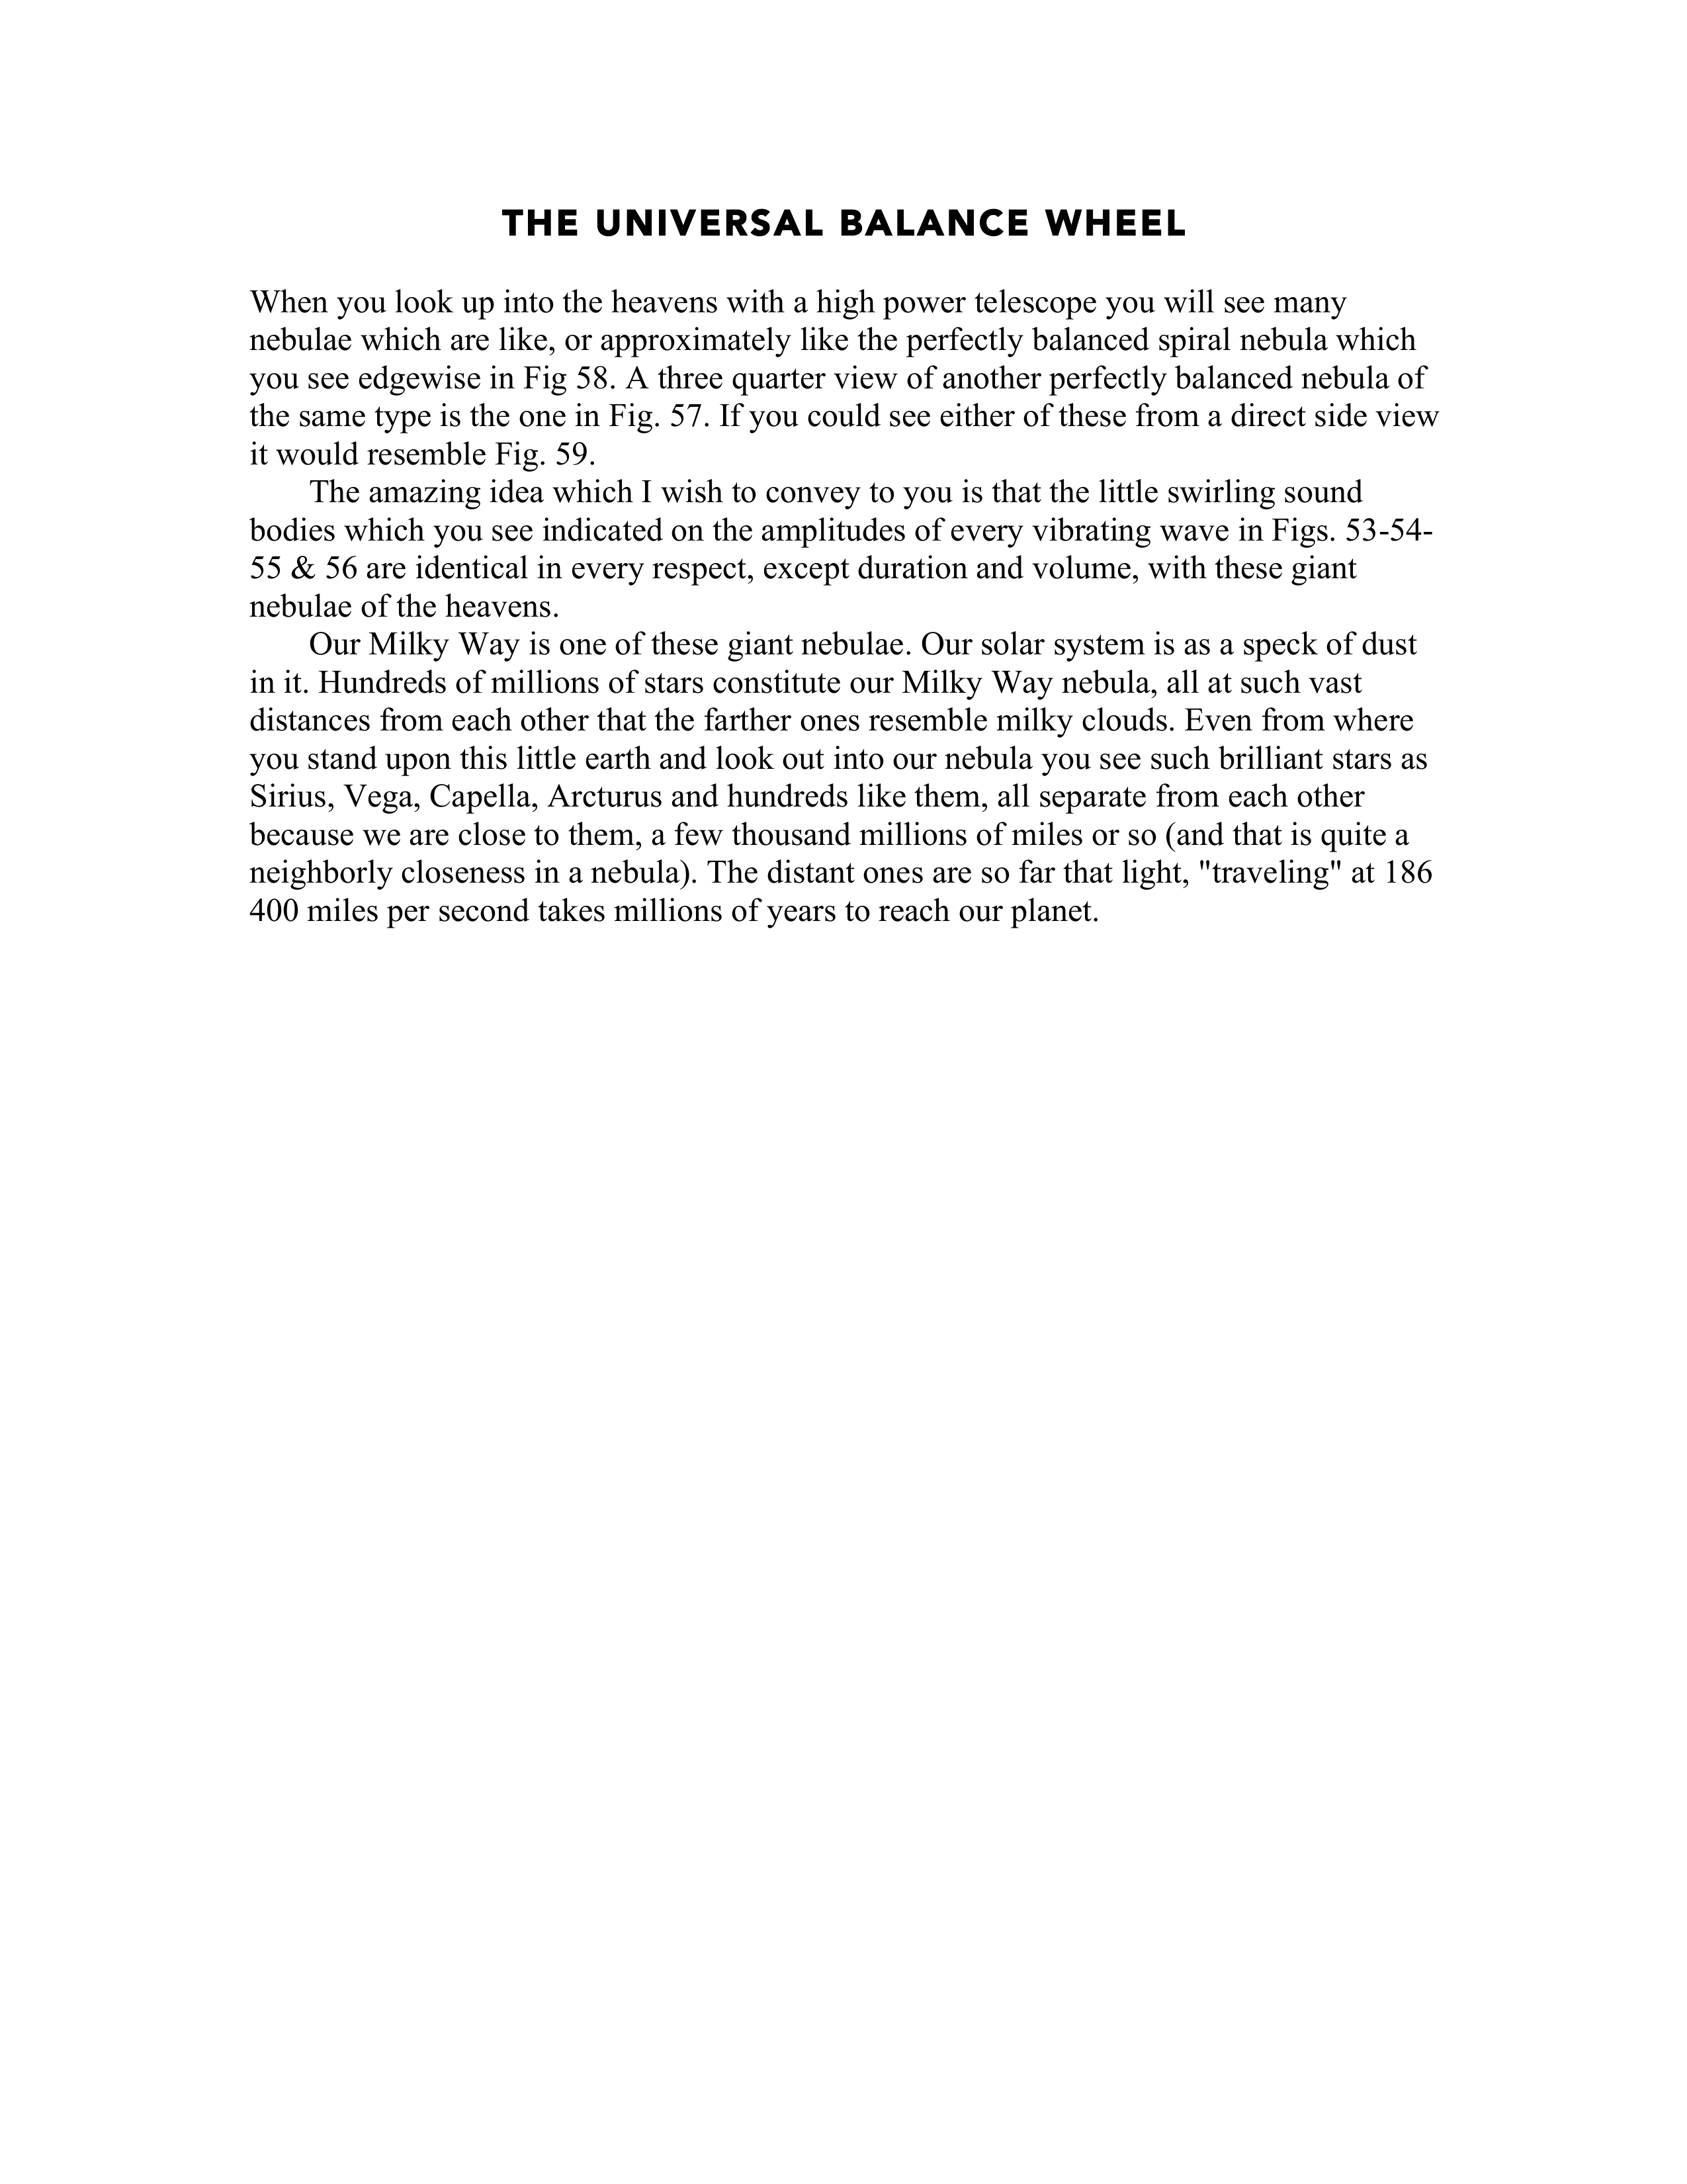 THE UNIVERSAL BALANCE WHEEL
When you look up into the heavens with a high power telescope you will see many
nebulae which are like, or approximately like the perfectly balanced spiral nebula which
you see edgewise in Fig 58. A three quarter view of another perfectly balanced nebula of
the same type is the one in Fig. 57. If you could see either of these from a direct side view
it would resemble Fig. 59.
The amazing idea which I wish to convey to you is that the little swirling sound
bodies which you see indicated on the amplitudes of every vibrating wave in Figs. 53-54-
55 & 56 are identical in every respect, except duration and volume, with these giant
nebulae of the heavens.
Our Milky Way is one of these giant nebulae. Our solar system is as a speck of dust
in it. Hundreds of millions of stars constitute our Milky Way nebula, all at such vast
distances from each other that the farther ones resemble milky clouds. Even from where
you stand upon this little earth and look out into our nebula you see such brilliant stars as
Sirius, Vega, Capella, Arcturus and hundreds like them, all separate from each other
because we are close to them, a few thousand millions of miles or so (and that is quite a
neighborly closeness in a nebula). The distant ones are so far that light, "traveling" at 186
400 miles per second takes millions of years to reach our planet.